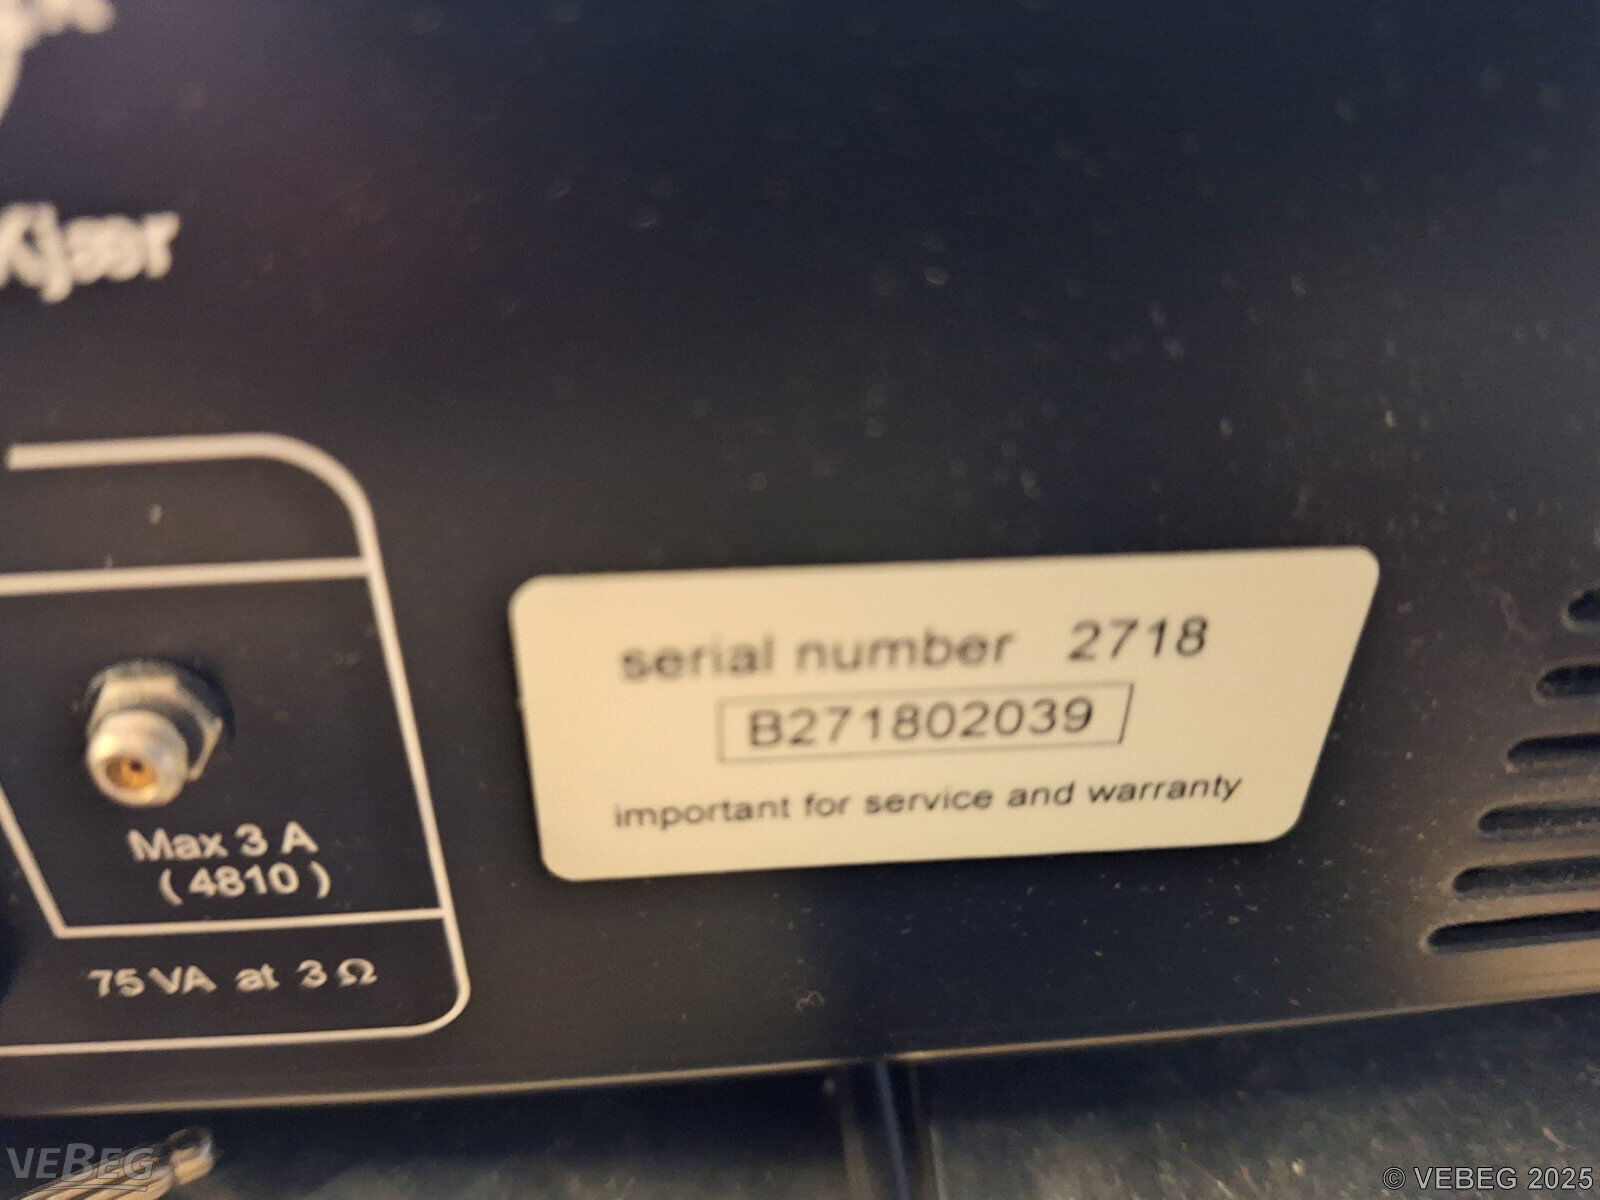 Kjær
serial number 2718
B271802039
important for service and warranty
Max 3 A
(4810)
75 VA at 3 Ω
VEBEG
© VEBEG 2025